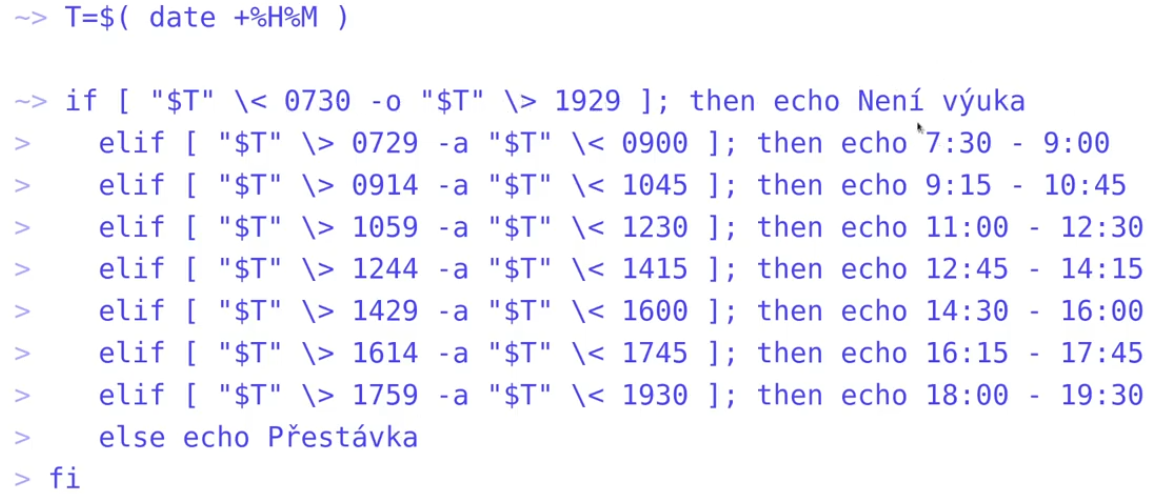 ~> T=$( date +%H%M )
~> if [ "$T" \< 0730 -o "$T" \> 1929 ]; then echo Není výuka
>    elif [ "$T" \> 0729 -a "$T" \< 0900 ]; then echo 7:30 - 9:00
>    elif [ "$T" \> 0914 -a "$T" \< 1045 ]; then echo 9:15 - 10:45
>    elif [ "$T" \> 1059 -a "$T" \< 1230 ]; then echo 11:00 - 12:30
>    elif [ "$T" \> 1244 -a "$T" \< 1415 ]; then echo 12:45 - 14:15
>    elif [ "$T" \> 1429 -a "$T" \< 1600 ]; then echo 14:30 - 16:00
>    elif [ "$T" \> 1614 -a "$T" \< 1745 ]; then echo 16:15 - 17:45
>    elif [ "$T" \> 1759 -a "$T" \< 1930 ]; then echo 18:00 - 19:30
>    else echo Přestávka
> fi